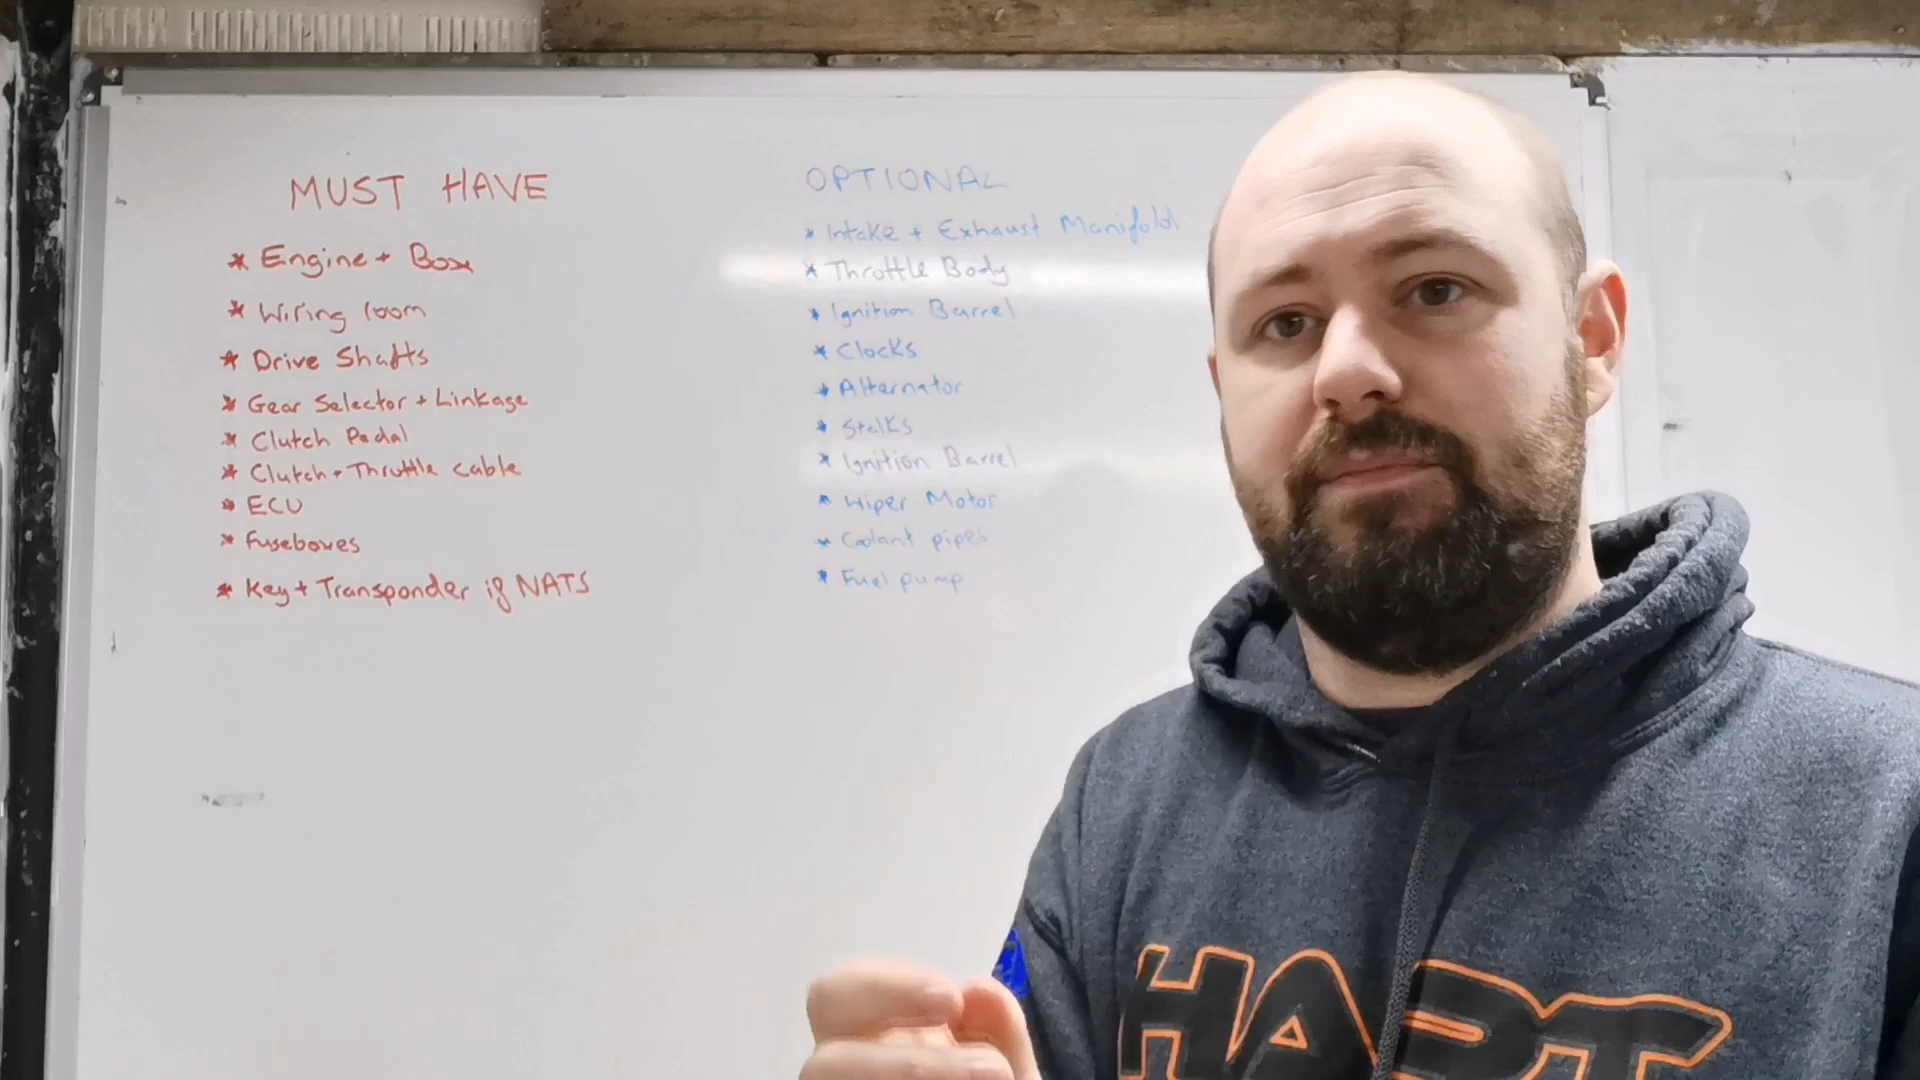 MUST HAVE
* Engine + Box
* Wiring loom
* Drive Shafts
* Gear Selector + Linkage
* Clutch Pedal
* Clutch + Throttle cable
* ECU
* Fuseboxes
* Key + Transponder if NATS
OPTIONAL
* Intake + Exhaust Manifold
* Throttle Body
* Ignition Barrel
* Clocks
* Alternator
* Stalks
* Ignition Barrel
* Wiper Motor
* Coolant pipes
* Fuel pump